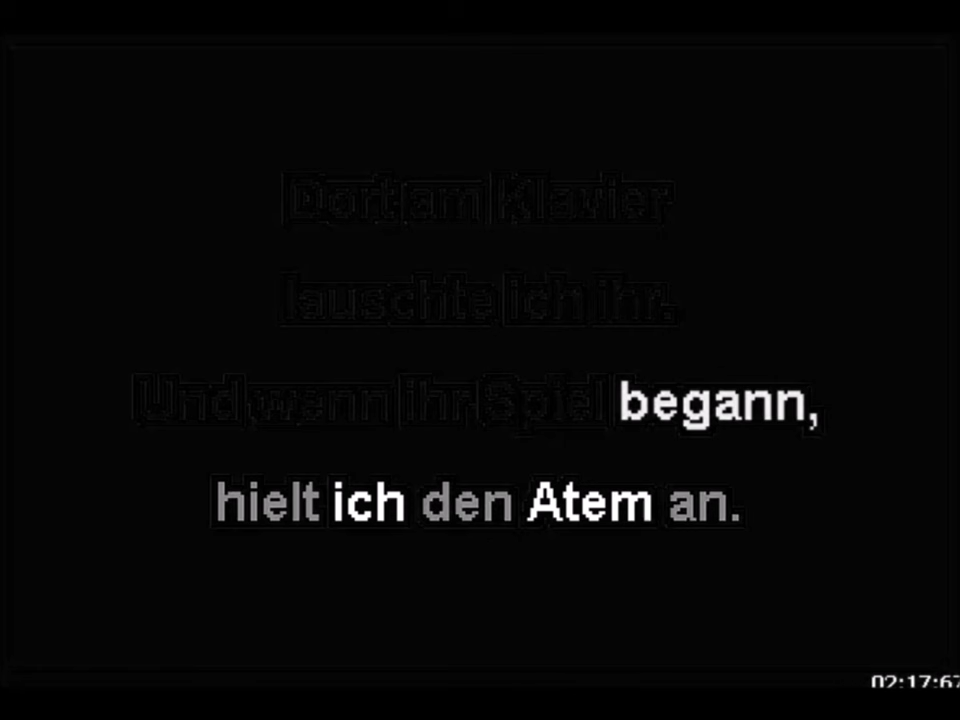 Dort am Klavier
lauschte ich ihr.
Und wenn ihr Spiel begann,
hielt ich den Atem an.
02:17:67